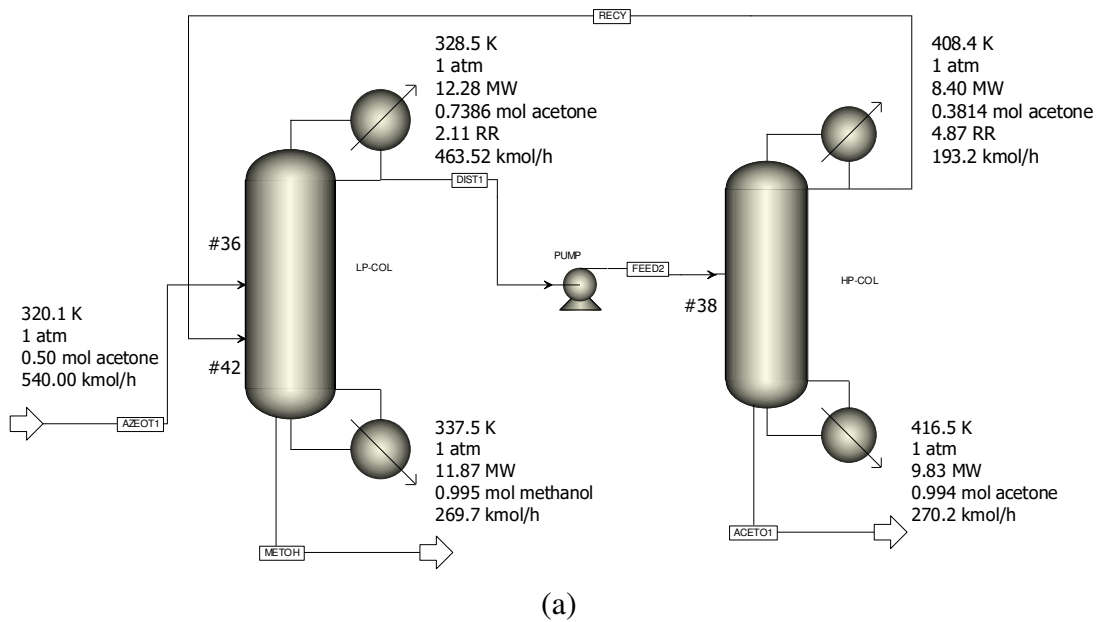 RECY
328.5 K
1 atm
12.28 MW
0.7386 mol acetone
2.11 RR
463.52 kmol/h
408.4 K
1 atm
8.40 MW
0.3814 mol acetone
4.87 RR
193.2 kmol/h
DIST1
#36
LP-COL
PUMP
FEED2
HP-COL
#38
320.1 K
1 atm
0.50 mol acetone
540.00 kmol/h
#42
AZEOT1
337.5 K
1 atm
11.87 MW
0.995 mol methanol
269.7 kmol/h
416.5 K
1 atm
9.83 MW
0.994 mol acetone
270.2 kmol/h
METOH
ACETO1
(a)